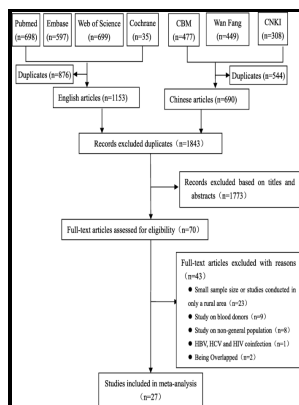 Pubmed Embase Web of Science Cochrane CBM Wan Fang CNKI
(n=698) (n=597) (n=699) (n=35) (n=477) (n=449) (n=308)
Duplicates (n=876)
Duplicates (n=544)
English articles (n=1153)
Chinese articles (n=690)
Records excluded duplicates (n=1843)
Records excluded based on titles and
abstracts (n=1773)
Full-text articles assessed for eligibility (n=70)
Full-text articles excluded with reasons
(n=43)
● Small sample size or studies conducted in
only a rural area (n=23)
● Study on blood donors (n=9)
● Study on non-general population (n=8)
● HBV, HCV and HIV coinfection (n=1)
● Being Overlapped (n=2)
Studies included in meta-analysis
(n=27)